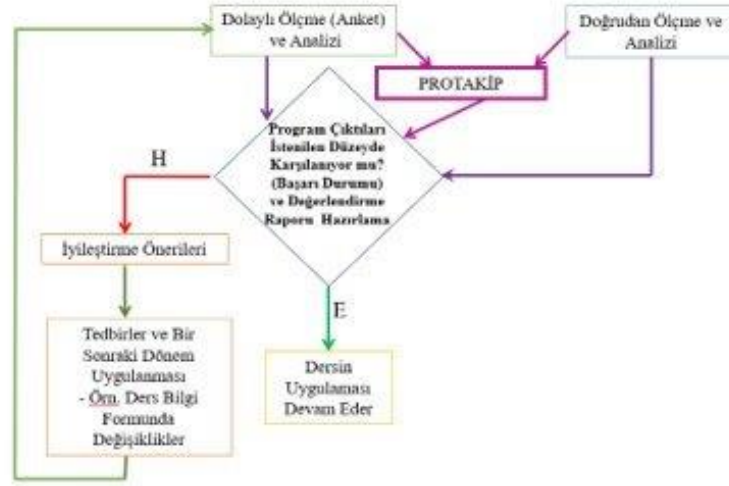 Dolaylı Ölçme (Anket)
ve Analizi
Doğrudan Ölçme ve
Analizi
PROTAKİP
Program Çıktıları
İstenilen Düzeyde
Karşılanıyor mu?
(Başarı Durumu)
ve Değerlendirme
Raporu Hazırlama
H
İyileştirme Önerileri
E
Tedbirler ve Bir
Sonraki Dönem
Uygulanması
- Örn. Ders Bilgi
Formunda
Değişiklikler
Dersin
Uygulaması
Devam Eder